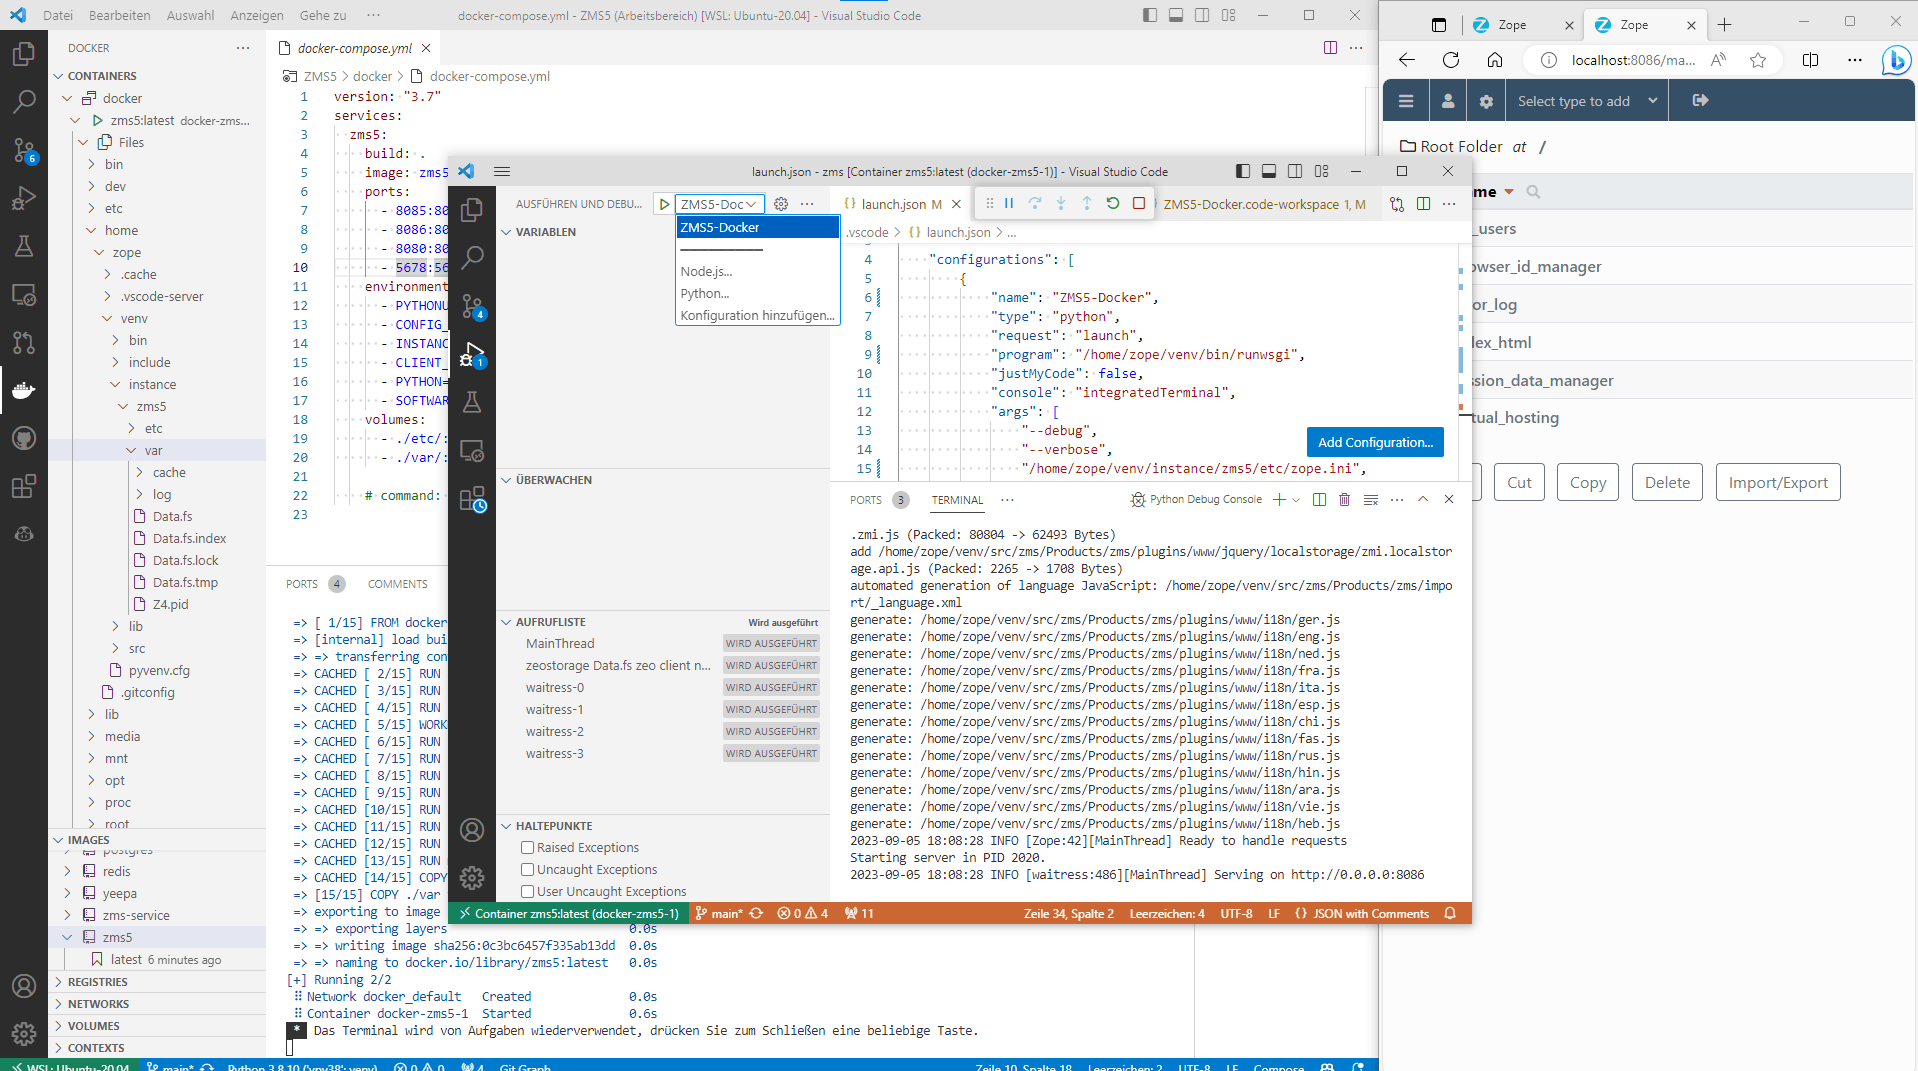 Datei Bearbeiten Auswahl Anzeigen Gehe zu ···
docker-compose.yml - ZMS5 (Arbeitsbereich) [WSL: Ubuntu-20.04] - Visual Studio Code
DOCKER ···
CONTAINERS
docker
zms5:latest docker-zms...
Files
bin
dev
etc
home
zope
.cache
.vscode-server
venv
bin
include
instance
zms5
etc
var
cache
log
Data.fs
Data.fs.index
Data.fs.lock
Data.fs.tmp
Z4.pid
lib
src
pyvenv.cfg
.gitconfig
lib
media
mnt
opt
proc
root
IMAGES
postgres
redis
yeepa
zms-service
zms5
latest 6 minutes ago
REGISTRIES
NETWORKS
VOLUMES
CONTEXTS
6
docker-compose.yml
ZMS5 > docker > docker-compose.yml
1 version: "3.7"
2 services:
3 zms5:
4 build: .
5 image: zms5
6 ports:
7 - 8085:80
8 - 8086:80
9 - 8080:80
10 - 5678:56
11 environment
12 - PYTHONU
13 - CONFIG_
14 - INSTANC
15 - CLIENT_
16 - PYTHON=
17 - SOFTWAR
18 volumes:
19 - ./etc/:
20 - ./var/:
21
22 # command:
23
PORTS 4 COMMENTS
=> [ 1/15] FROM docker
=> [internal] load bui
=> => transferring con
=> CACHED [ 2/15] RUN
=> CACHED [ 3/15] RUN
=> CACHED [ 4/15] RUN
=> CACHED [ 5/15] WORK
=> CACHED [ 6/15] RUN
=> CACHED [ 7/15] RUN
=> CACHED [ 8/15] RUN
=> CACHED [ 9/15] RUN
=> CACHED [10/15] RUN
=> CACHED [11/15] RUN
=> CACHED [12/15] RUN
=> CACHED [13/15] RUN
=> CACHED [14/15] COPY
=> [15/15] COPY ./var
=> exporting to image
=> => exporting layers 0.0s
=> => writing image sha256:0c3bc6457f335ab13dd 0.0s
=> => naming to docker.io/library/zms5:latest 0.0s
[+] Running 2/2
Network docker_default Created 0.0s
Container docker-zms5-1 Started 0.6s
* Das Terminal wird von Aufgaben wiederverwendet, drücken Sie zum Schließen eine beliebige Taste.
WSL: Ubuntu-20.04 main* Python 3.8.10 ('vpy38': venv) 0 0 4 Git Graph
Zeile 10, Spalte 18 Leerzeichen: 2 UTF-8 LF Compose
launch.json - zms [Container zms5:latest (docker-zms5-1)] - Visual Studio Code
4
1
AUSFÜHREN UND DEBU... ZMS5-Doc
ZMS5-Docker
Node.js...
Python...
Konfiguration hinzufügen...
VARIABLEN
ÜBERWACHEN
AUFRUFLISTE Wird ausgeführt
MainThread WIRD AUSGEFÜHRT
zeostorage Data.fs zeo client n... WIRD AUSGEFÜHRT
waitress-0 WIRD AUSGEFÜHRT
waitress-1 WIRD AUSGEFÜHRT
waitress-2 WIRD AUSGEFÜHRT
waitress-3 WIRD AUSGEFÜHRT
HALTEPUNKTE
Raised Exceptions
Uncaught Exceptions
User Uncaught Exceptions
launch.json M
ZMS5-Docker.code-workspace 1, M
.vscode > launch.json > ...
4 "configurations": [
5 {
6 "name": "ZMS5-Docker",
7 "type": "python",
8 "request": "launch",
9 "program": "/home/zope/venv/bin/runwsgi",
10 "justMyCode": false,
11 "console": "integratedTerminal",
12 "args": [
13 "--debug",
14 "--verbose",
15 "/home/zope/venv/instance/zms5/etc/zope.ini",
Add Configuration...
PORTS 3 TERMINAL ··· Python Debug Console
.zmi.js (Packed: 80804 -> 62493 Bytes)
add /home/zope/venv/src/zms/Products/zms/plugins/www/jquery/localstorage/zmi.localstor
age.api.js (Packed: 2265 -> 1708 Bytes)
automated generation of language JavaScript: /home/zope/venv/src/zms/Products/zms/impo
rt/_language.xml
generate: /home/zope/venv/src/zms/Products/zms/plugins/www/i18n/ger.js
generate: /home/zope/venv/src/zms/Products/zms/plugins/www/i18n/eng.js
generate: /home/zope/venv/src/zms/Products/zms/plugins/www/i18n/ned.js
generate: /home/zope/venv/src/zms/Products/zms/plugins/www/i18n/fra.js
generate: /home/zope/venv/src/zms/Products/zms/plugins/www/i18n/ita.js
generate: /home/zope/venv/src/zms/Products/zms/plugins/www/i18n/esp.js
generate: /home/zope/venv/src/zms/Products/zms/plugins/www/i18n/chi.js
generate: /home/zope/venv/src/zms/Products/zms/plugins/www/i18n/fas.js
generate: /home/zope/venv/src/zms/Products/zms/plugins/www/i18n/rus.js
generate: /home/zope/venv/src/zms/Products/zms/plugins/www/i18n/hin.js
generate: /home/zope/venv/src/zms/Products/zms/plugins/www/i18n/ara.js
generate: /home/zope/venv/src/zms/Products/zms/plugins/www/i18n/vie.js
generate: /home/zope/venv/src/zms/Products/zms/plugins/www/i18n/heb.js
2023-09-05 18:08:28 INFO [Zope:42][MainThread] Ready to handle requests
Starting server in PID 2020.
2023-09-05 18:08:28 INFO [waitress:486][MainThread] Serving on http://0.0.0.0:8086
Container zms5:latest (docker-zms5-1) main* 0 4 11
Zeile 34, Spalte 2 Leerzeichen: 4 UTF-8 LF {} JSON with Comments
Zope
Zope
localhost:8086/ma...
Select type to add
Root Folder at /
me
_users
owser_id_manager
or_log
dex_html
ssion_data_manager
tual_hosting
Cut Copy Delete Import/Export